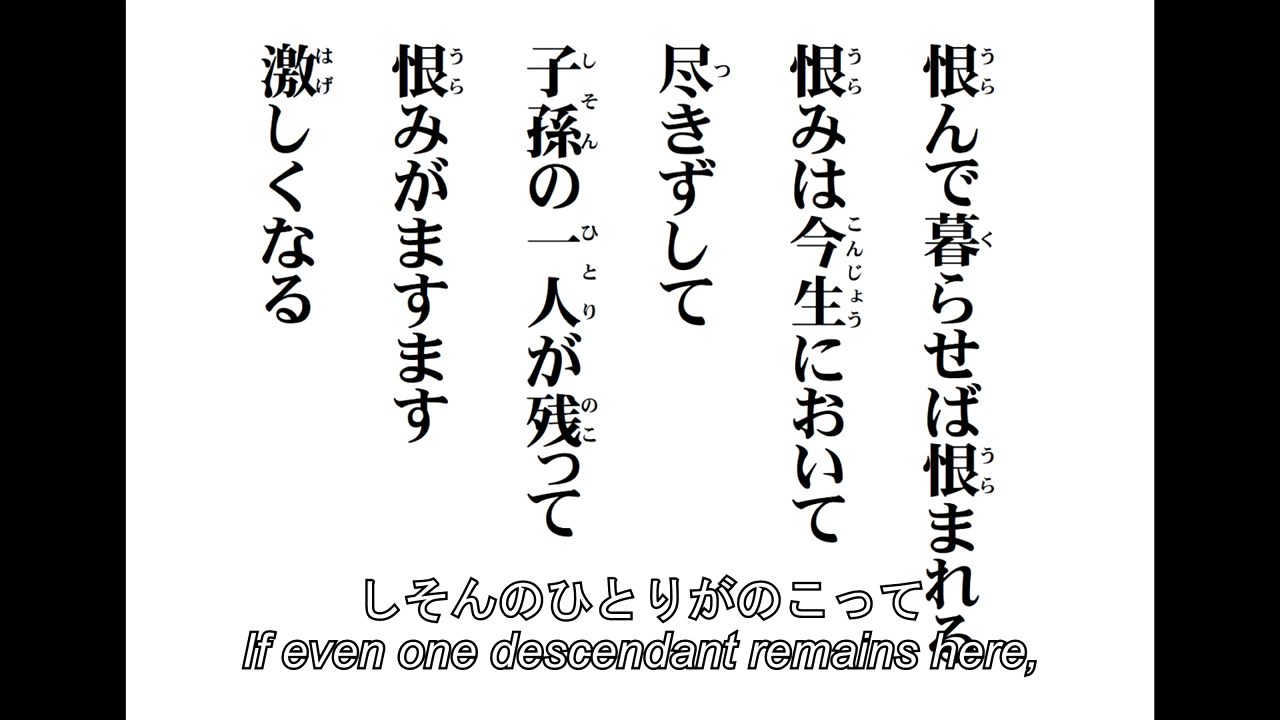 恨んで暮らせば恨まれる
恨みは今生において
尽きずして
子孫の一人が残って
恨みがますます
激しくなる
しそんのひとりがのこって
If even one descendant remains here,